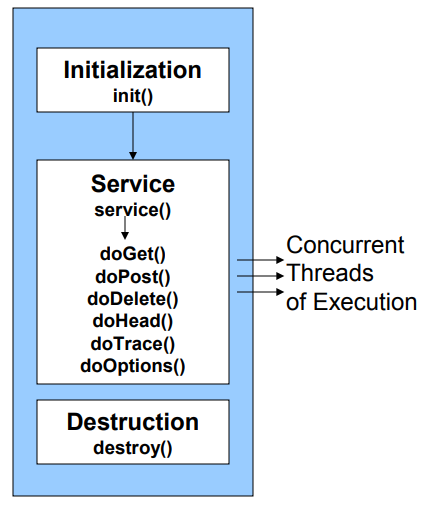 Initialization
init()
Service
service()
doGet()
doPost()
doDelete()
doHead()
doTrace()
doOptions()
Concurrent
Threads
of Execution
Destruction
destroy()